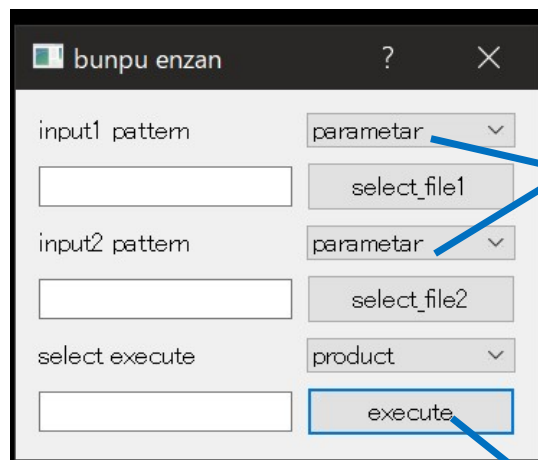 bunpu enzan ?
input1 pattern parametar
select_file1
input2 pattern parametar
select_file2
select execute product
execute